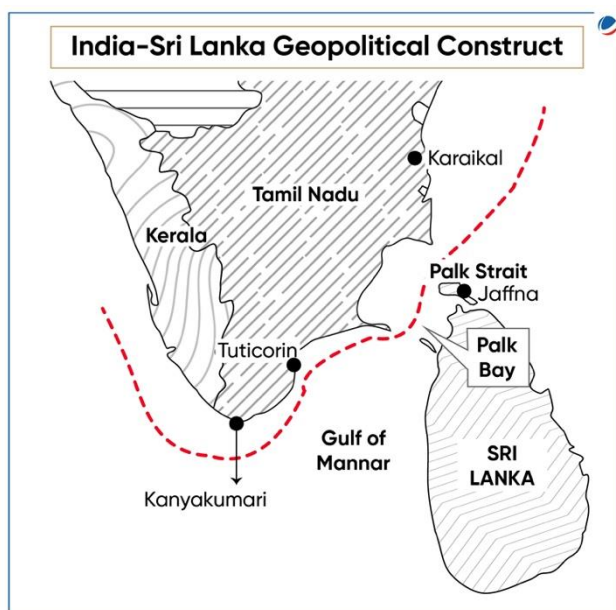 India-Sri Lanka Geopolitical Construct
Karaikal
Tamil Nadu
Kerala
Palk Strait
Jaffna
Tuticorin
Palk
Bay
Gulf of
Mannar
SRI
LANKA
Kanyakumari